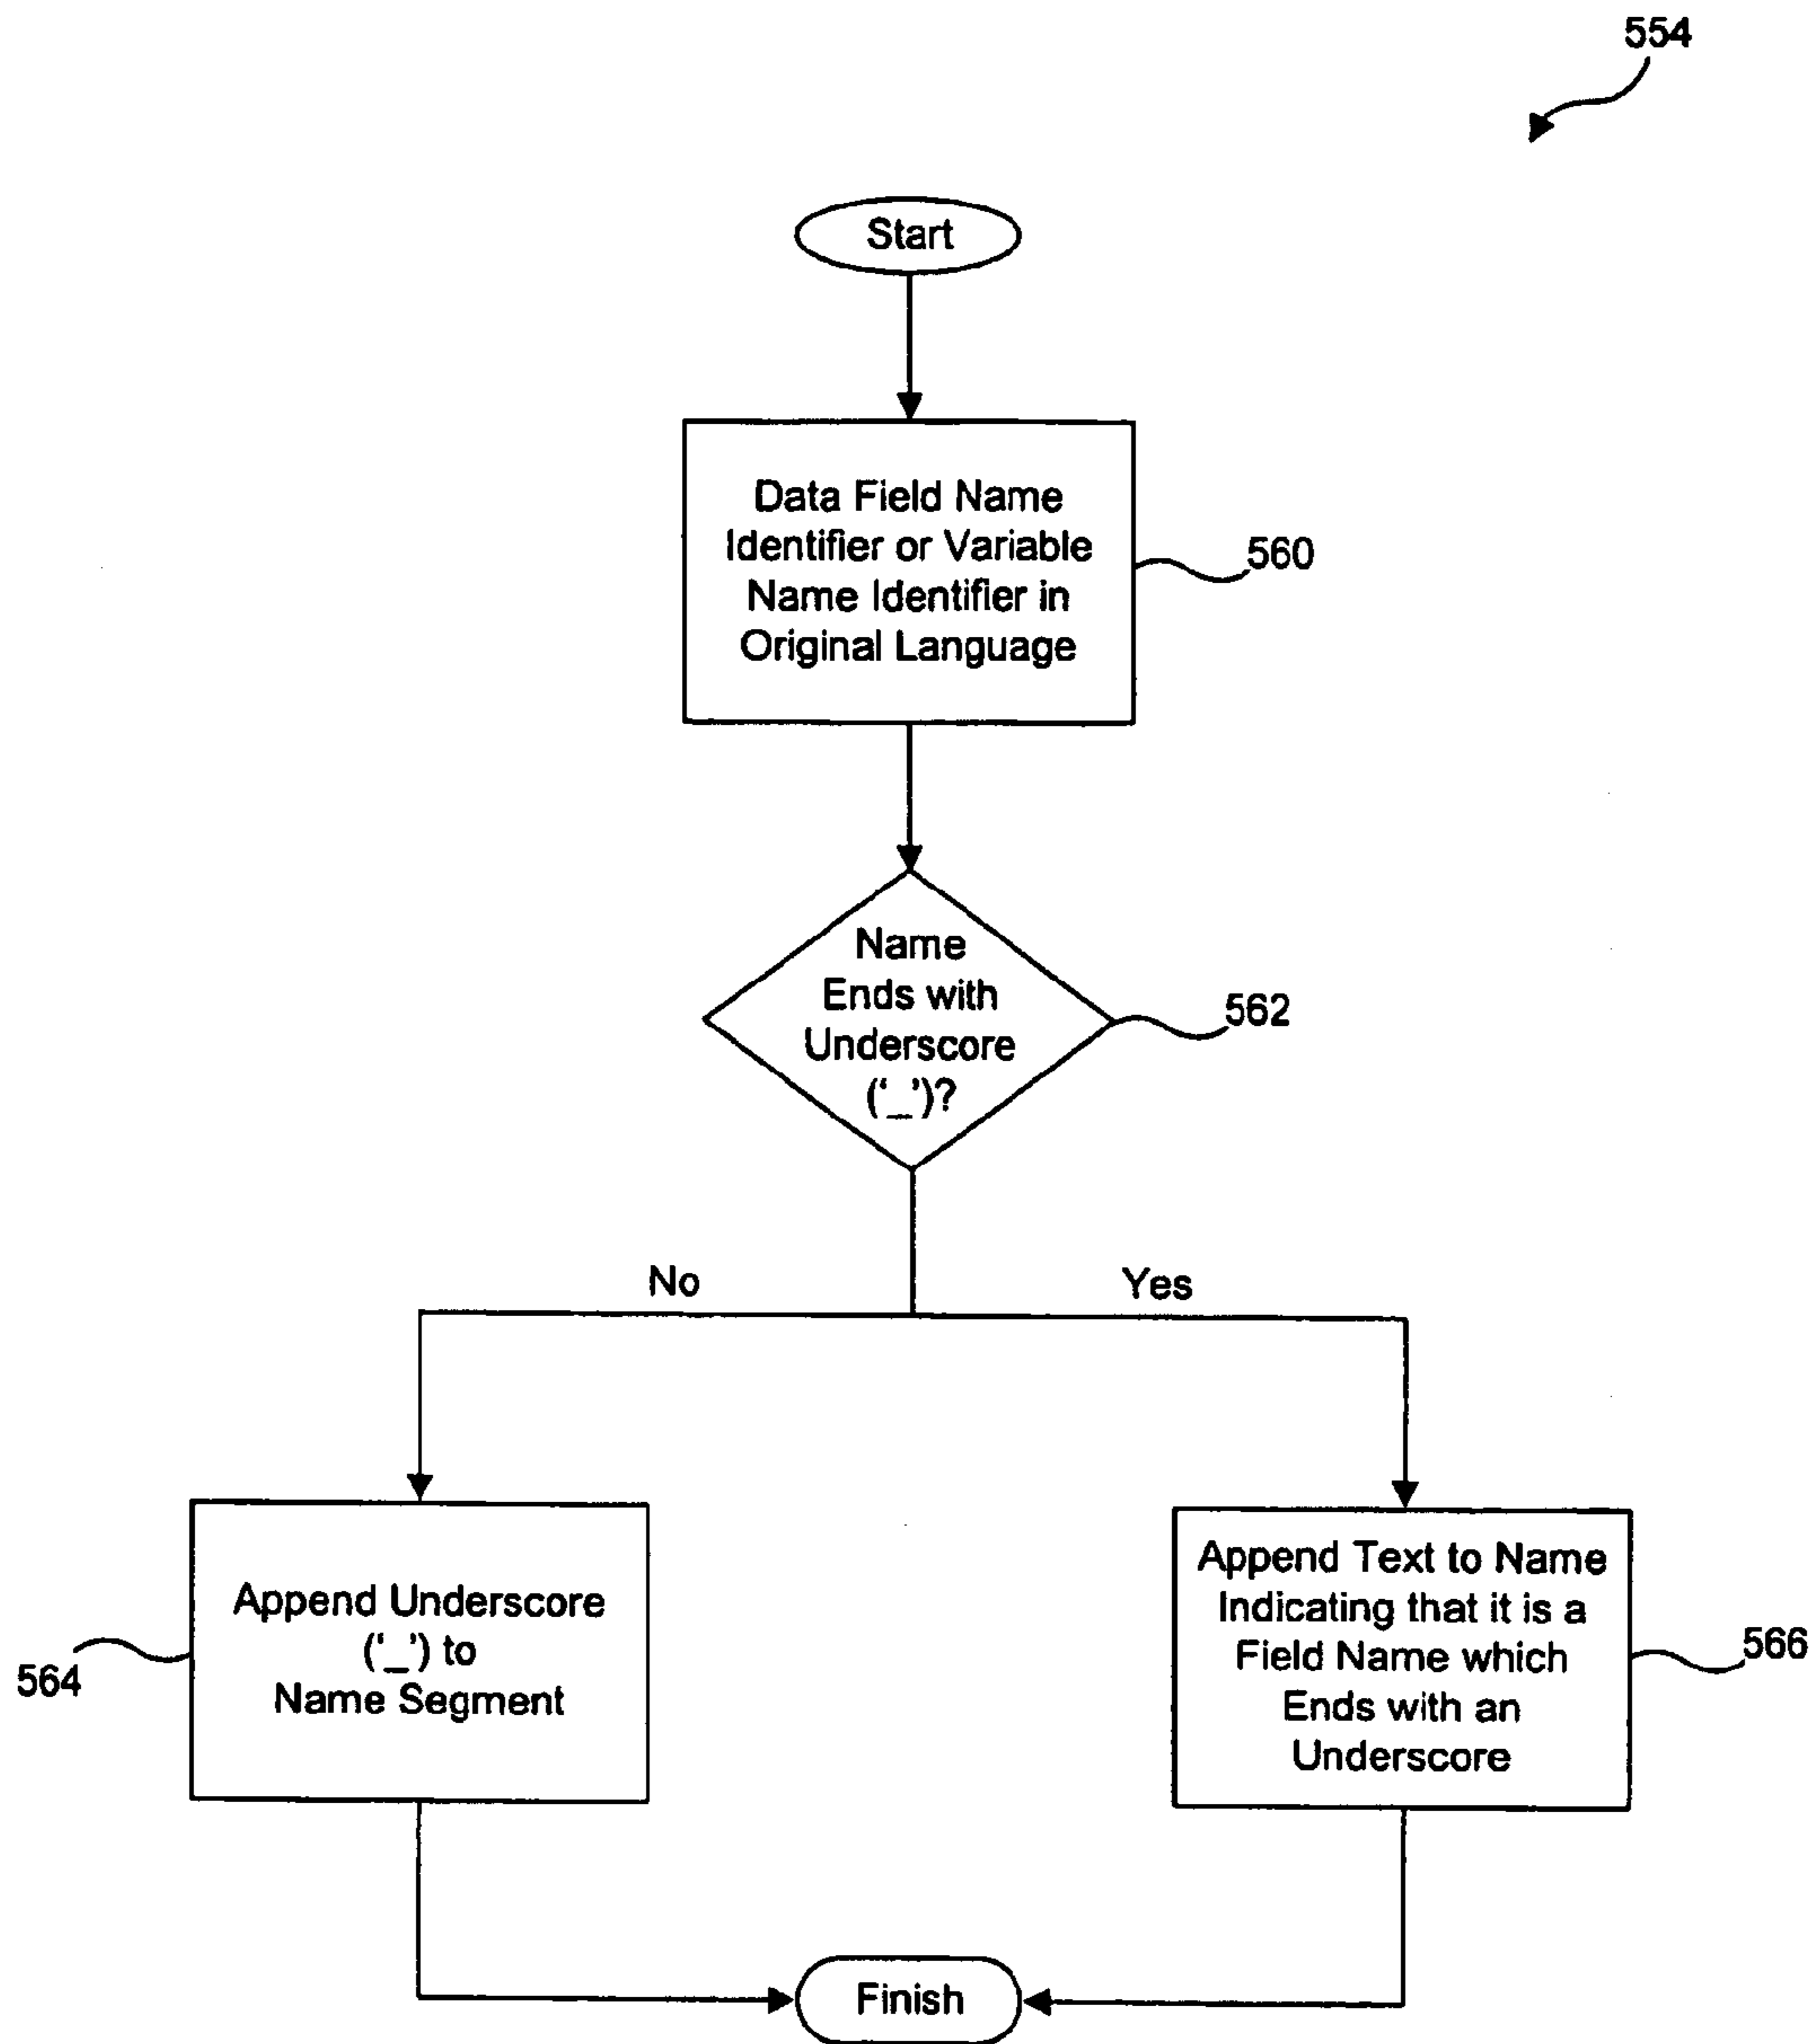 554
Start
Data Field Name
Identifier or Variable
Name Identifier in
Original Language
560
Name
Ends with
Underscore
('_')?
562
No
Yes
Append Underscore
('_') to
Name Segment
564
Append Text to Name
Indicating that it is a
Field Name which
Ends with an
Underscore
566
Finish